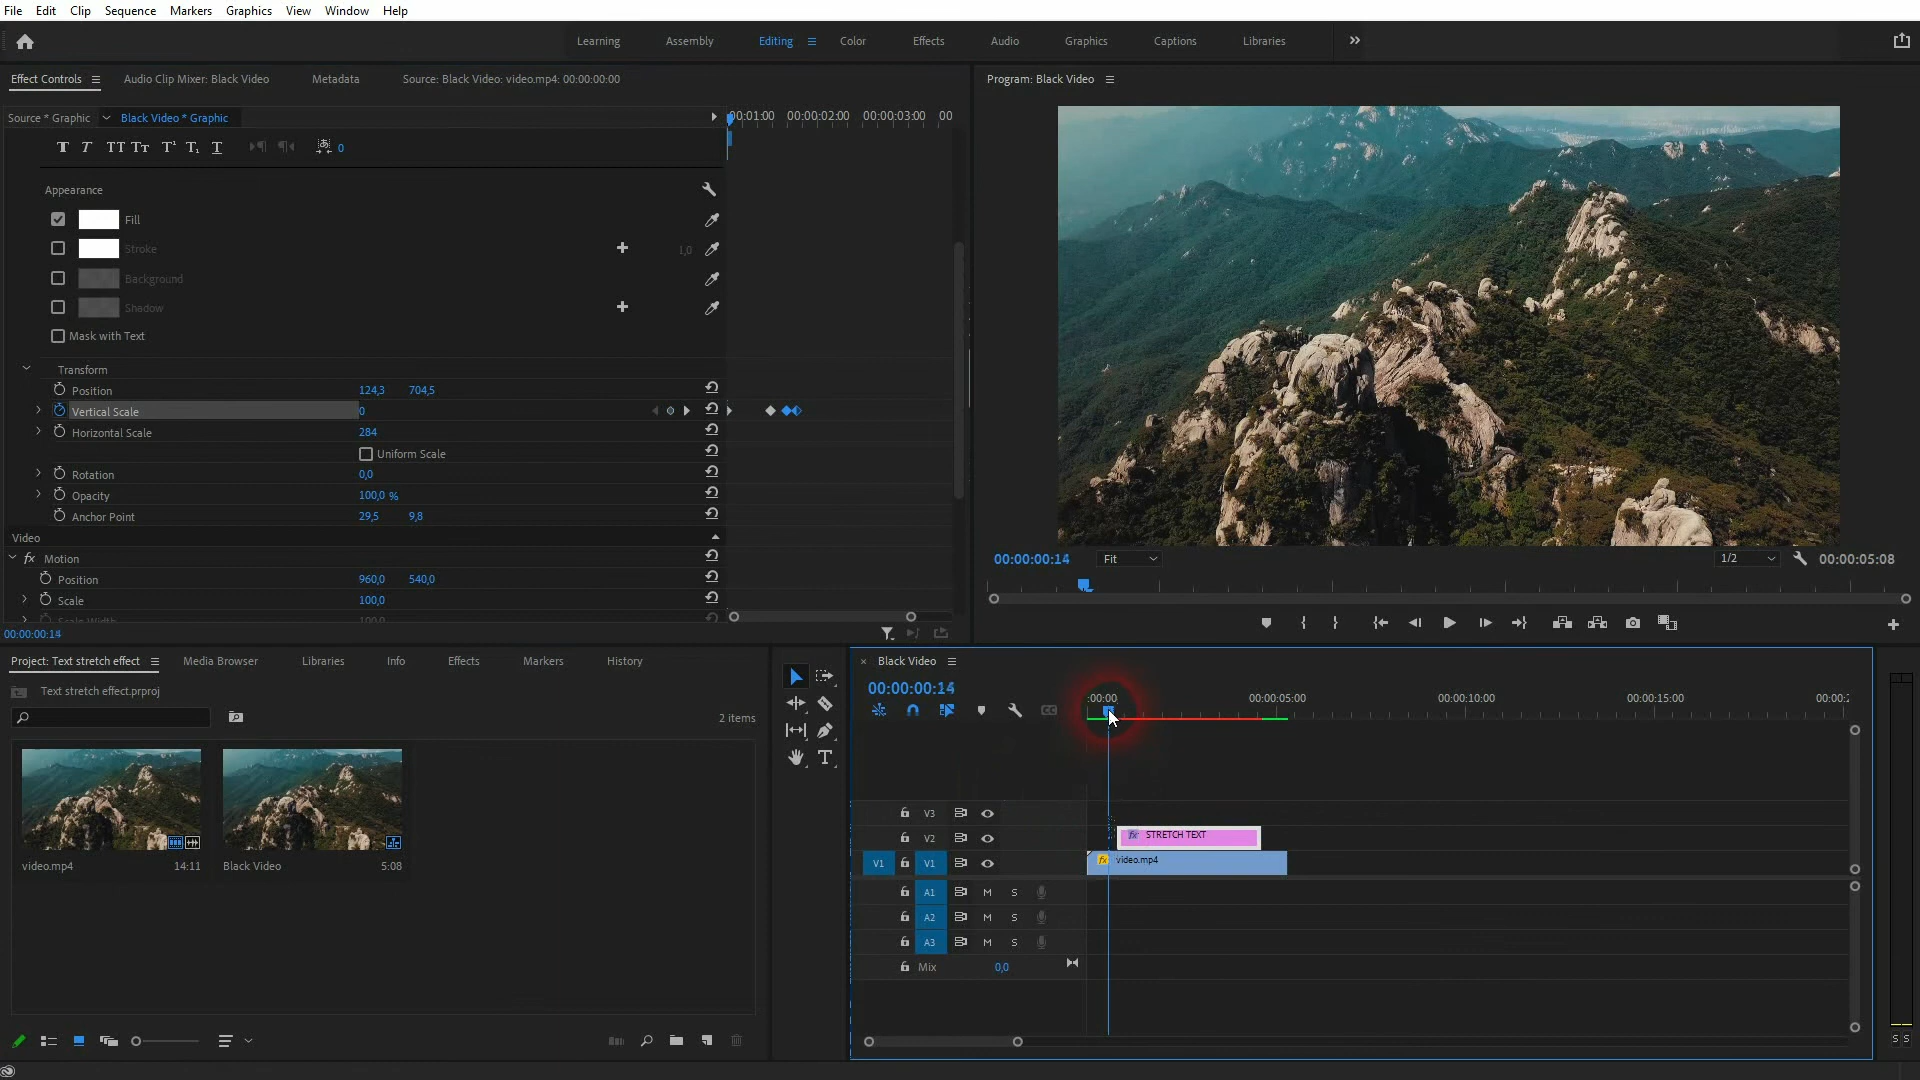 File Edit Clip Sequence Markers Graphics View Window Help
Learning Assembly Editing Color Effects Audio Graphics Captions Libraries
Effect Controls Audio Clip Mixer: Black Video Metadata Source: Black Video: video.mp4: 00:00:00:00
Program: Black Video
Source * Graphic Black Video * Graphic
00:01:00 00:00:02:00 00:00:03:00 00
T T TT Tt T¹ T₁ T 0
Appearance
Fill
Stroke 1,0
Background
Shadow
Mask with Text
Transform
Position 124,3 704,5
Vertical Scale 0
Horizontal Scale 284
Uniform Scale
Rotation 0,0
Opacity 100,0 %
Anchor Point 29,5 9,8
Video
fx Motion
Position 960,0 540,0
Scale 100,0
Scale Width 100,0
00:00:00:14
00:00:00:14 Fit 1/2 00:00:05:08
Project: Text stretch effect Media Browser Libraries Info Effects Markers History
Text stretch effect.prproj
2 items
video.mp4 14:11
Black Video 5:08
Black Video
00:00:00:14
:00:00 00:00:05:00 00:00:10:00 00:00:15:00
V3
V2 fx STRETCH TEXT
V1 V1 fx video.mp4
A1 M S
A2 M S
A3 M S
Mix 0,0
S S